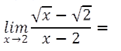 lim x→2 (√x − √2)/(x − 2) =